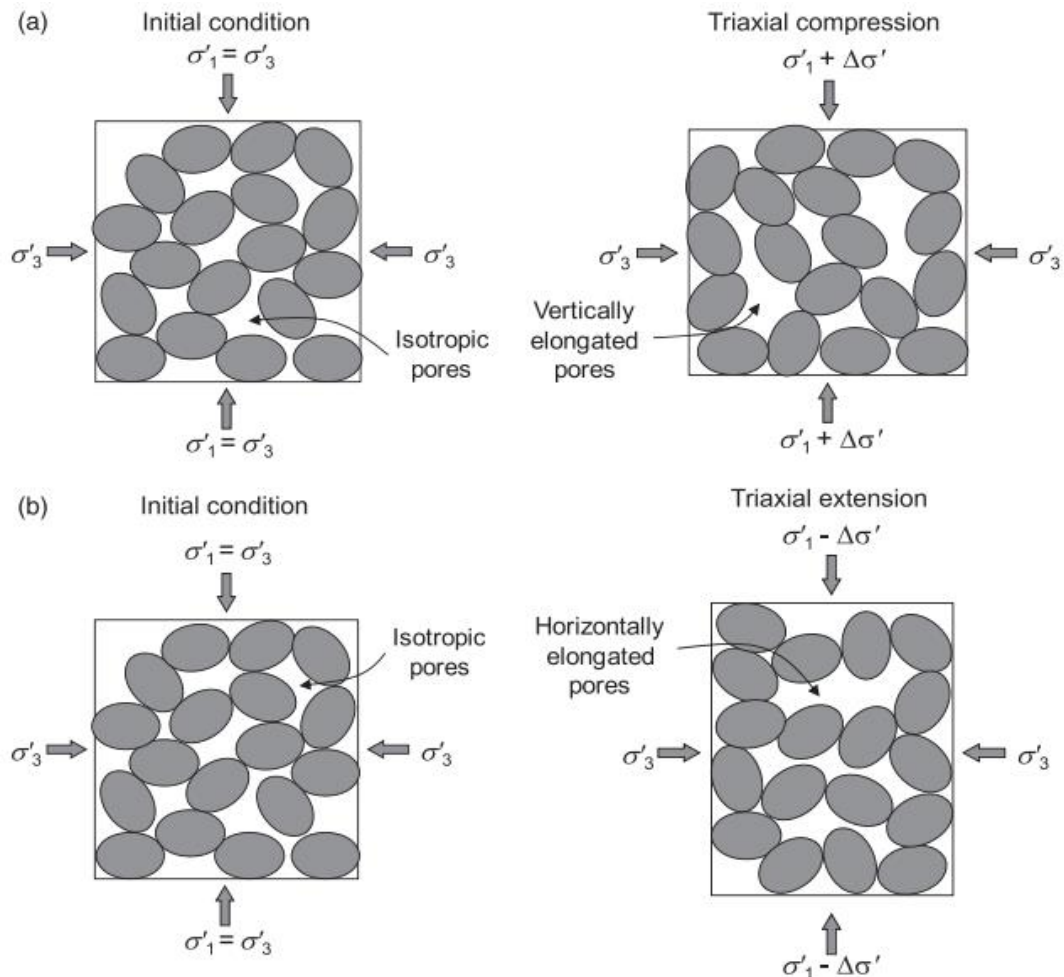 (a)
Initial condition
σ′1 = σ′3
Triaxial compression
σ′1 + Δσ′
σ′3
σ′3
σ′3
σ′3
Isotropic
pores
Vertically
elongated
pores
σ′1 = σ′3
σ′1 + Δσ′
(b)
Initial condition
σ′1 = σ′3
Triaxial extension
σ′1 - Δσ′
Isotropic
pores
Horizontally
elongated
pores
σ′3
σ′3
σ′3
σ′3
σ′1 = σ′3
σ′1 - Δσ′